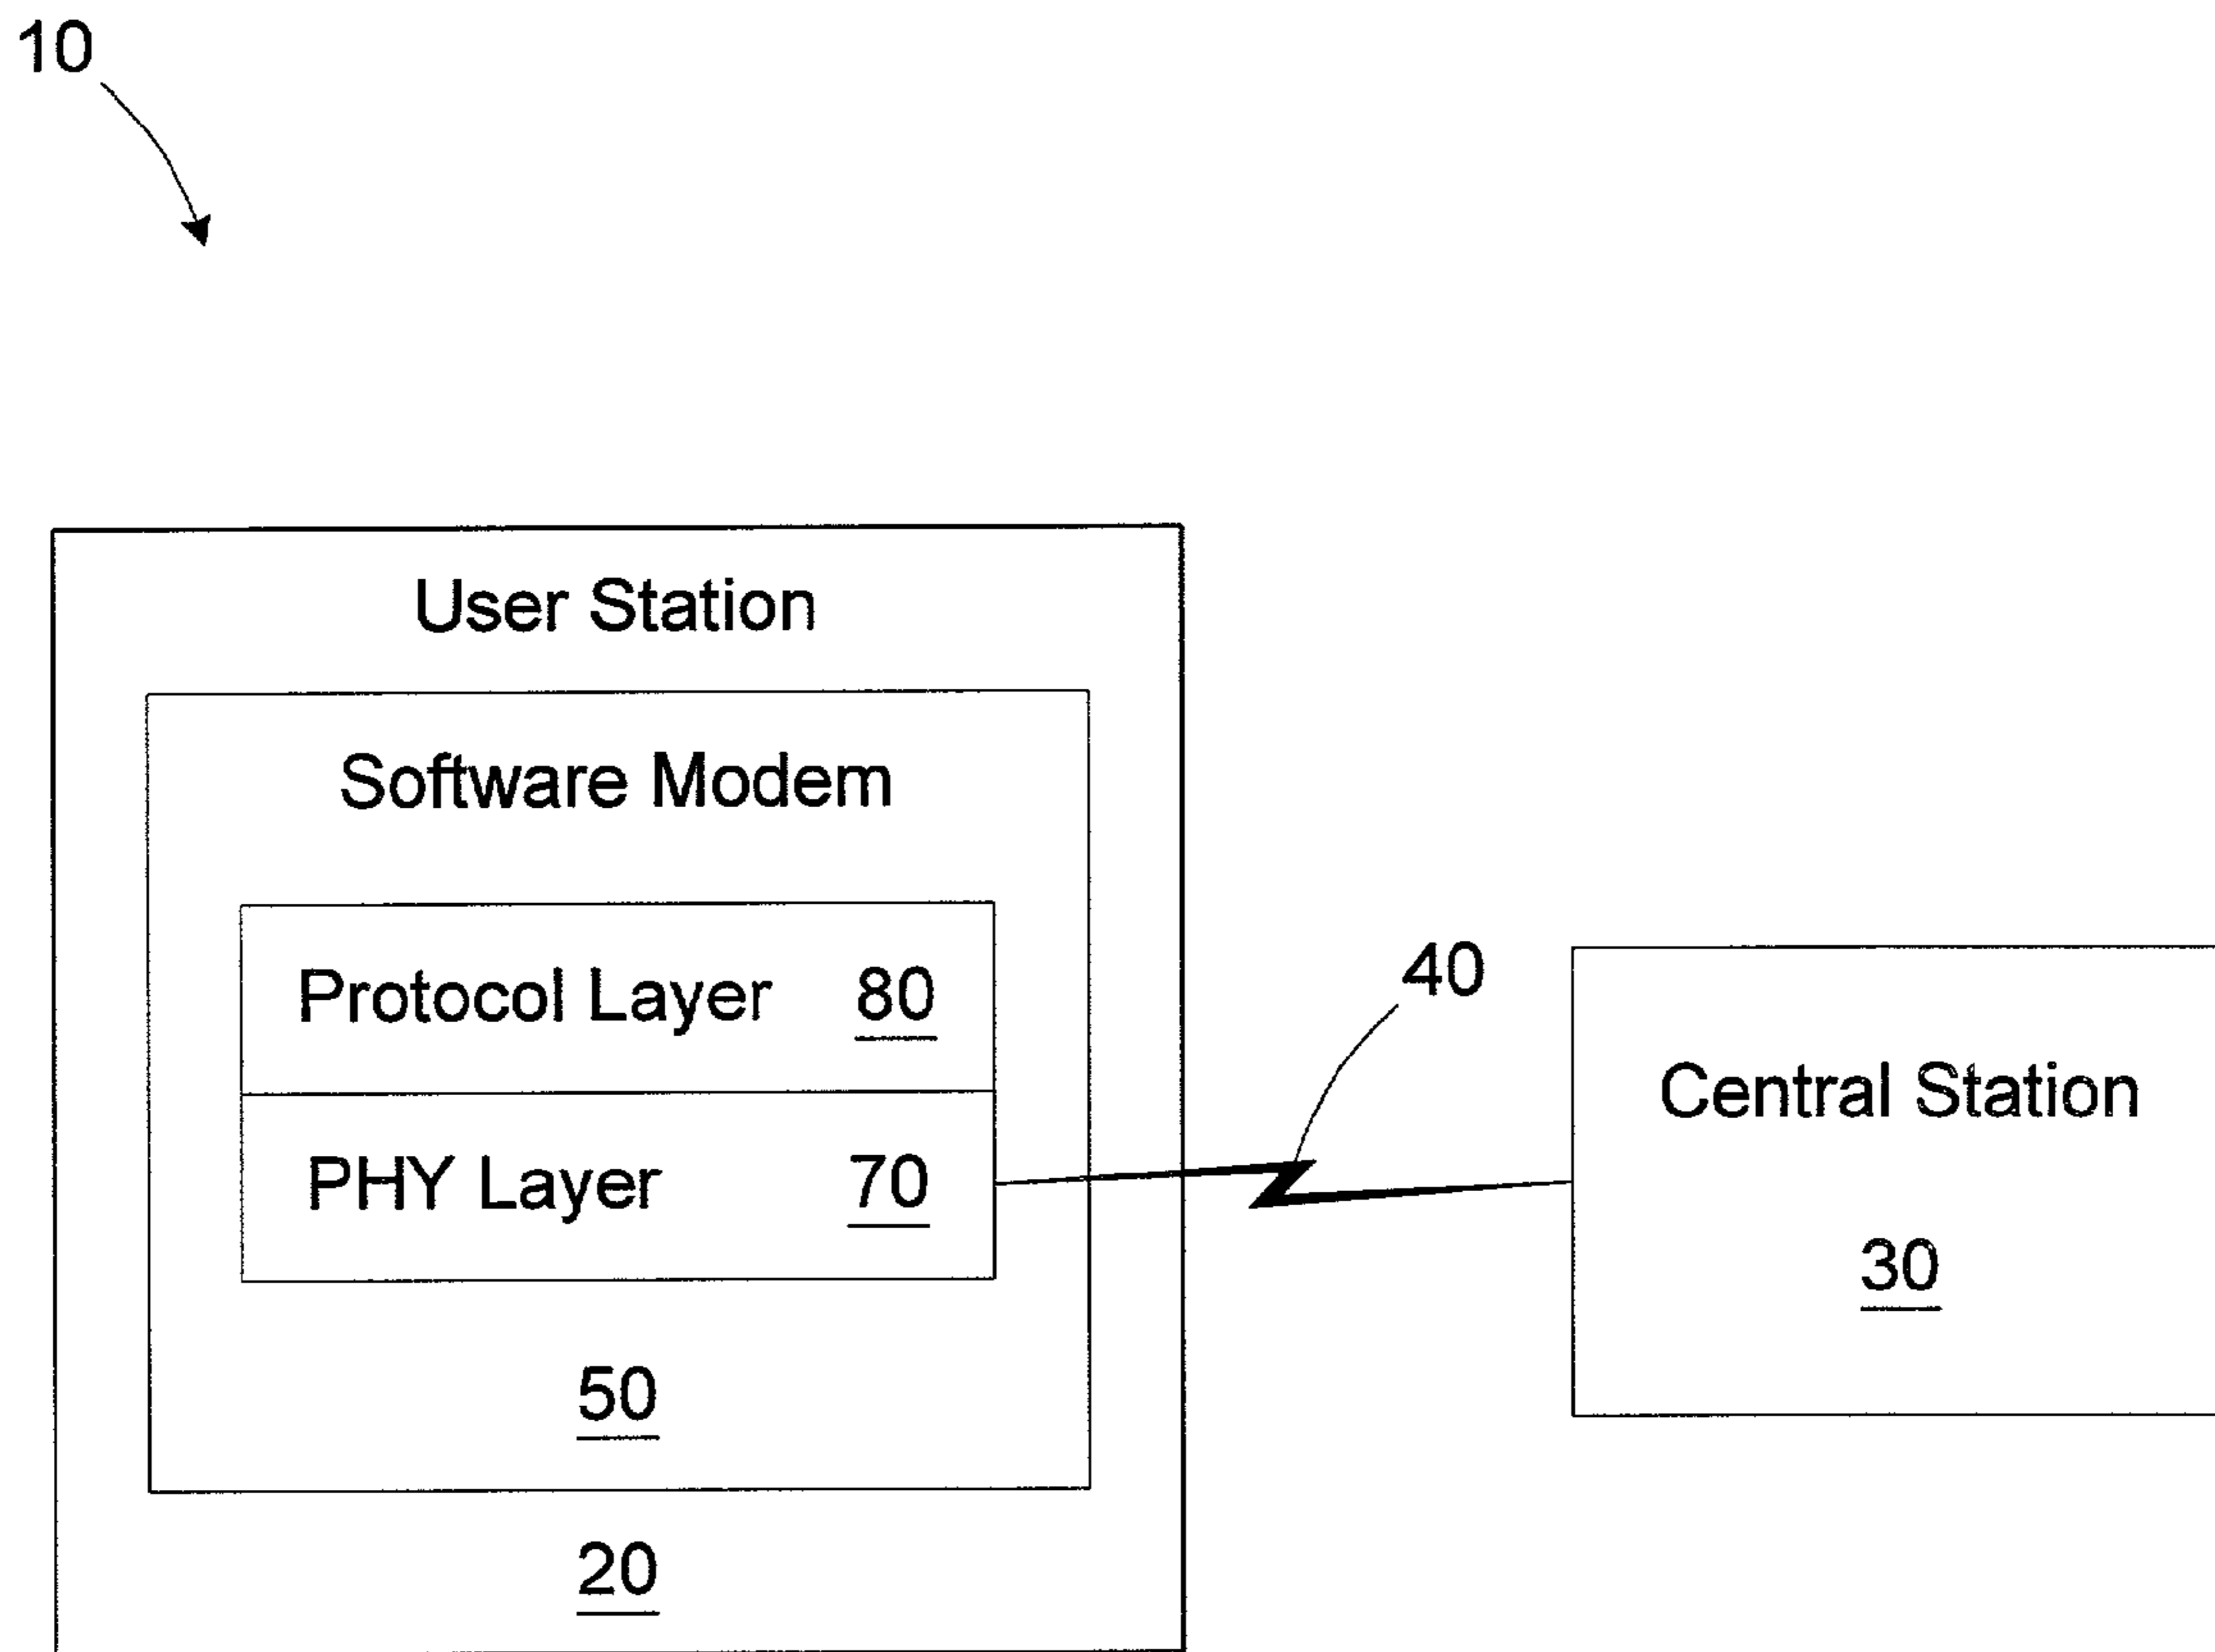 10
User Station
Software Modem
Protocol Layer 80
PHY Layer 70
50
20
40
Central Station
30